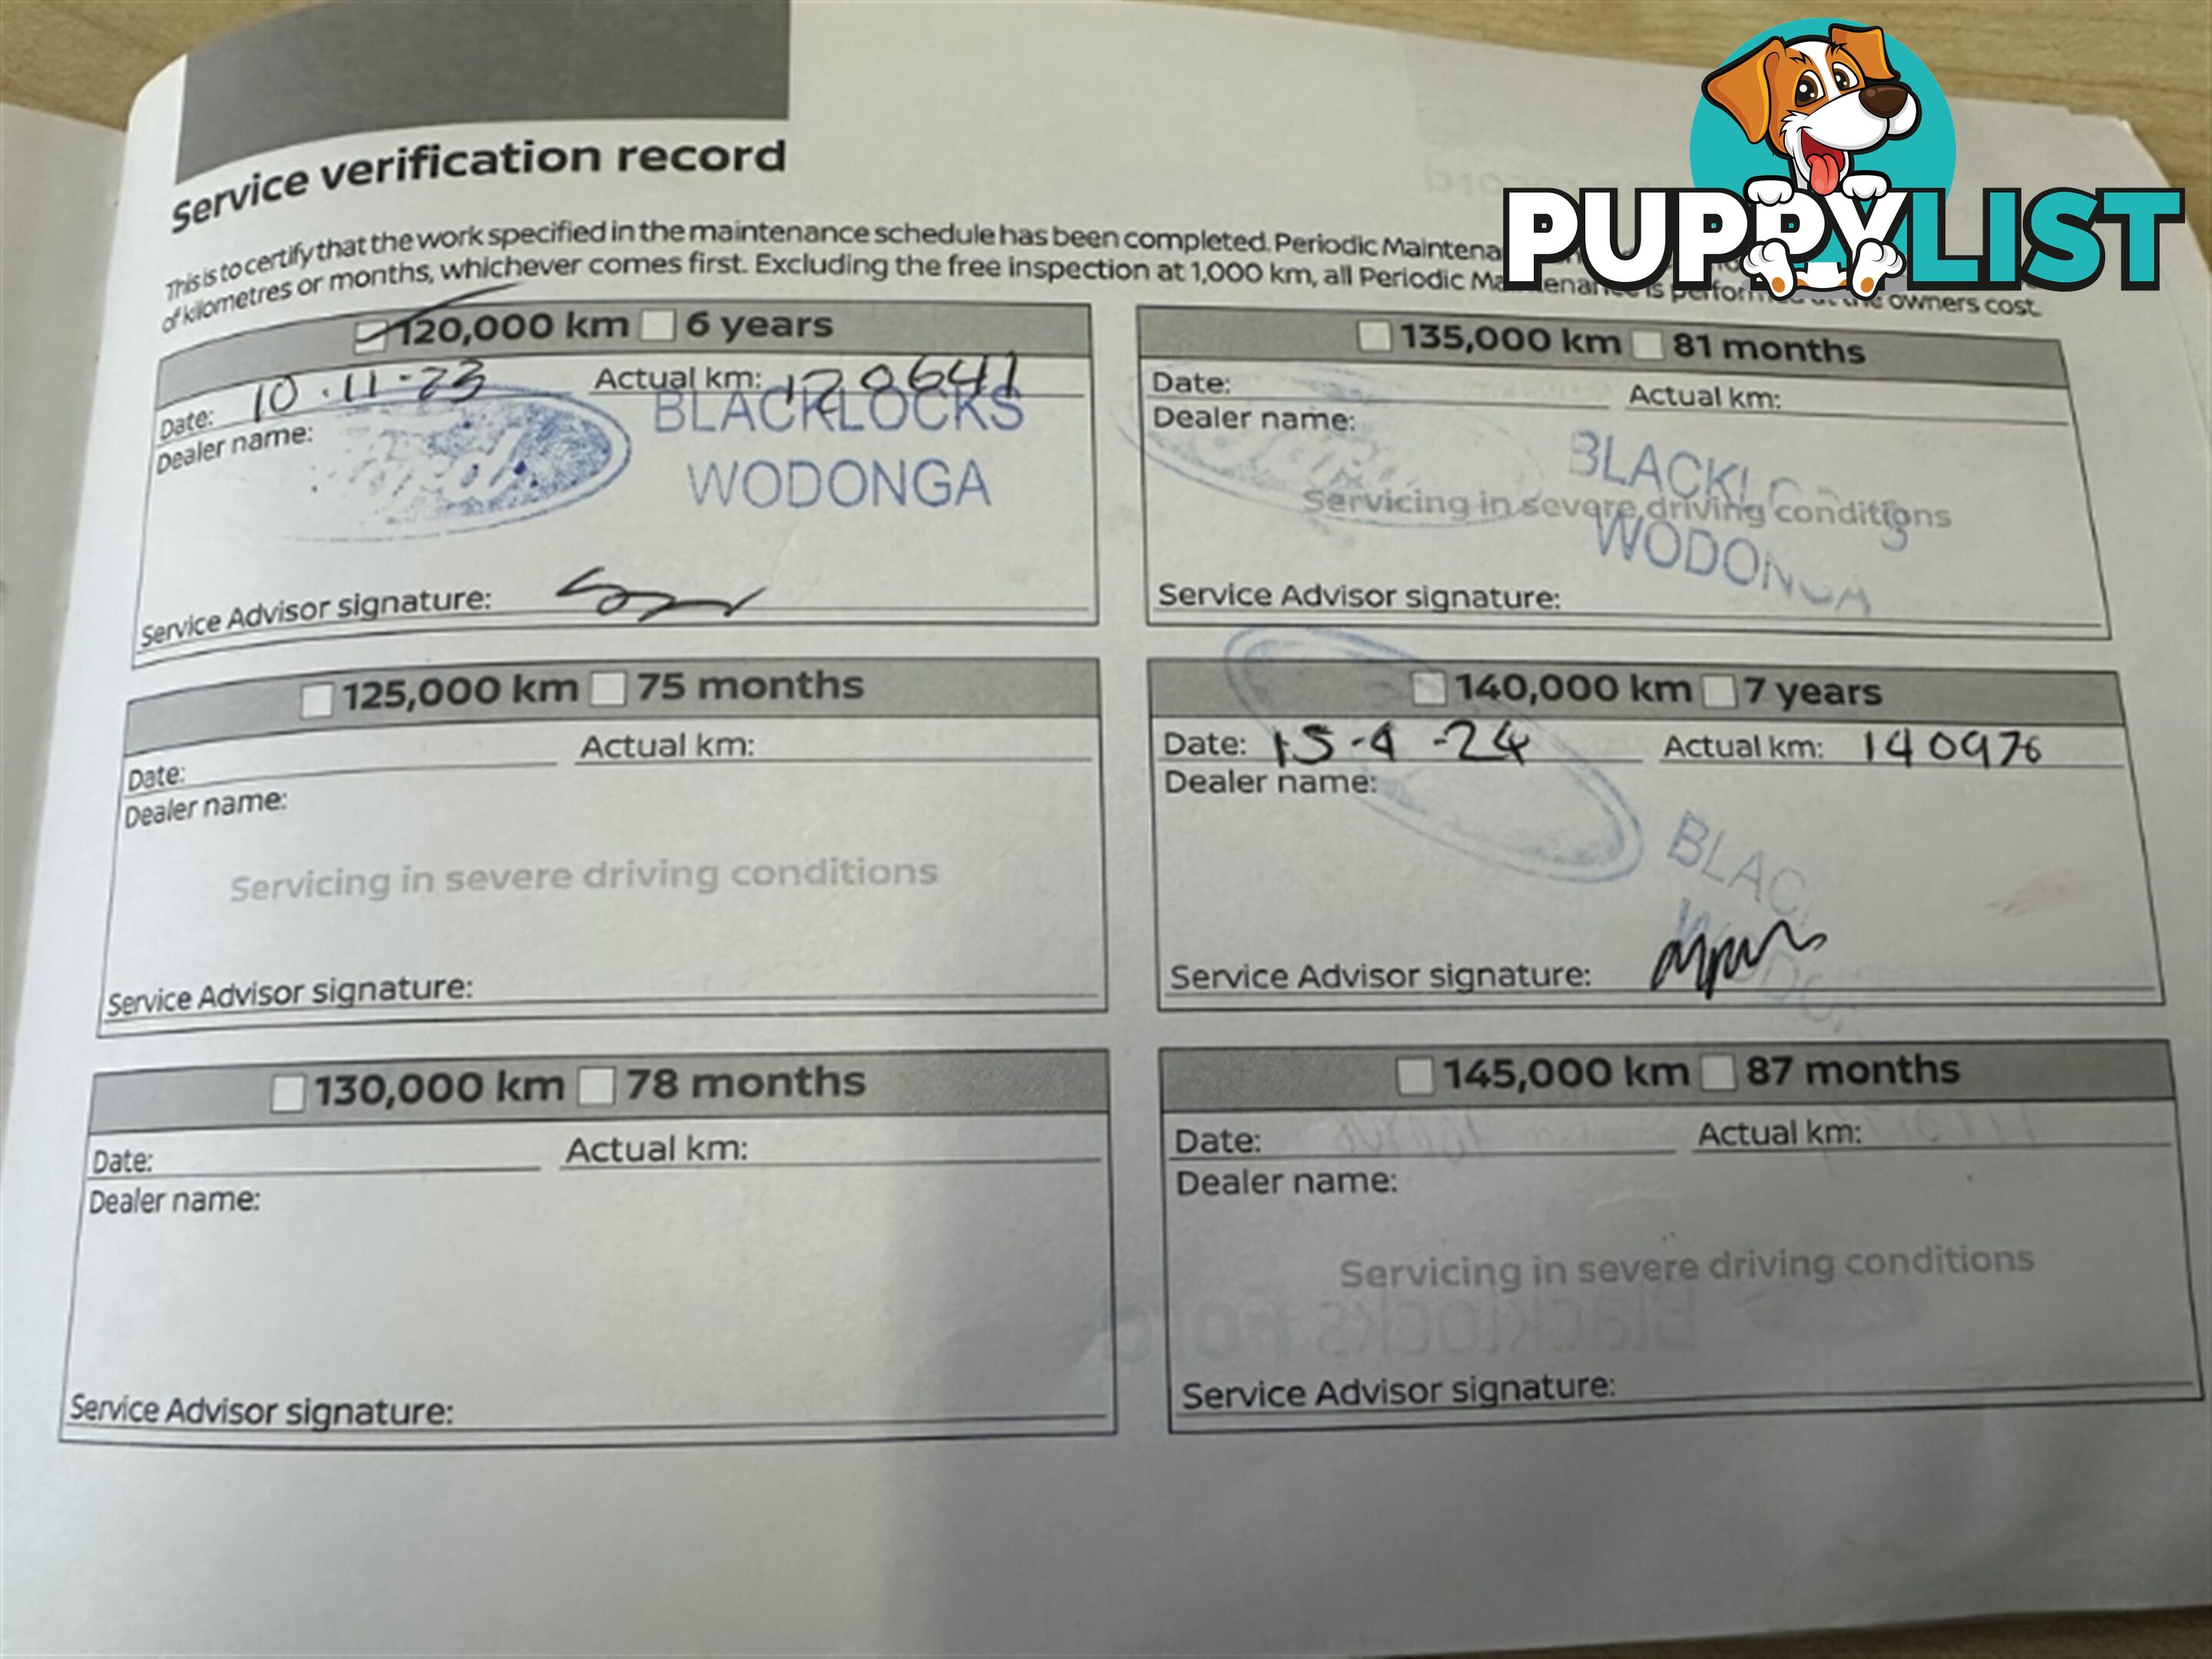 PUPPYLIST
Service verification record
This is to certify that the work specified in the maintenance schedule has been completed. Periodic
of kilometres or months, whichever comes first. Excluding the free inspection at 1,000 km, all Periodic Maintenance is performed at the owners cost.
120,000 km 6 years
Date: 10.11-23 Actual km: 120641
Dealer name:
BLACKLOCKS
WODONGA
Service Advisor signature:
125,000 km 75 months
Date: Actual km:
Dealer name:
Servicing in severe driving conditions
Service Advisor signature:
130,000 km 78 months
Date: Actual km:
Dealer name:
Service Advisor signature:
135,000 km 81 months
Date: Actual km:
Dealer name:
BLACKLOCKS
Servicing in severe driving conditions
WODONGA
Service Advisor signature:
140,000 km 7 years
Date: 15-4-24 Actual km: 140976
Dealer name:
Service Advisor signature:
145,000 km 87 months
Date: Actual km:
Dealer name:
Servicing in severe driving conditions
Service Advisor signature: